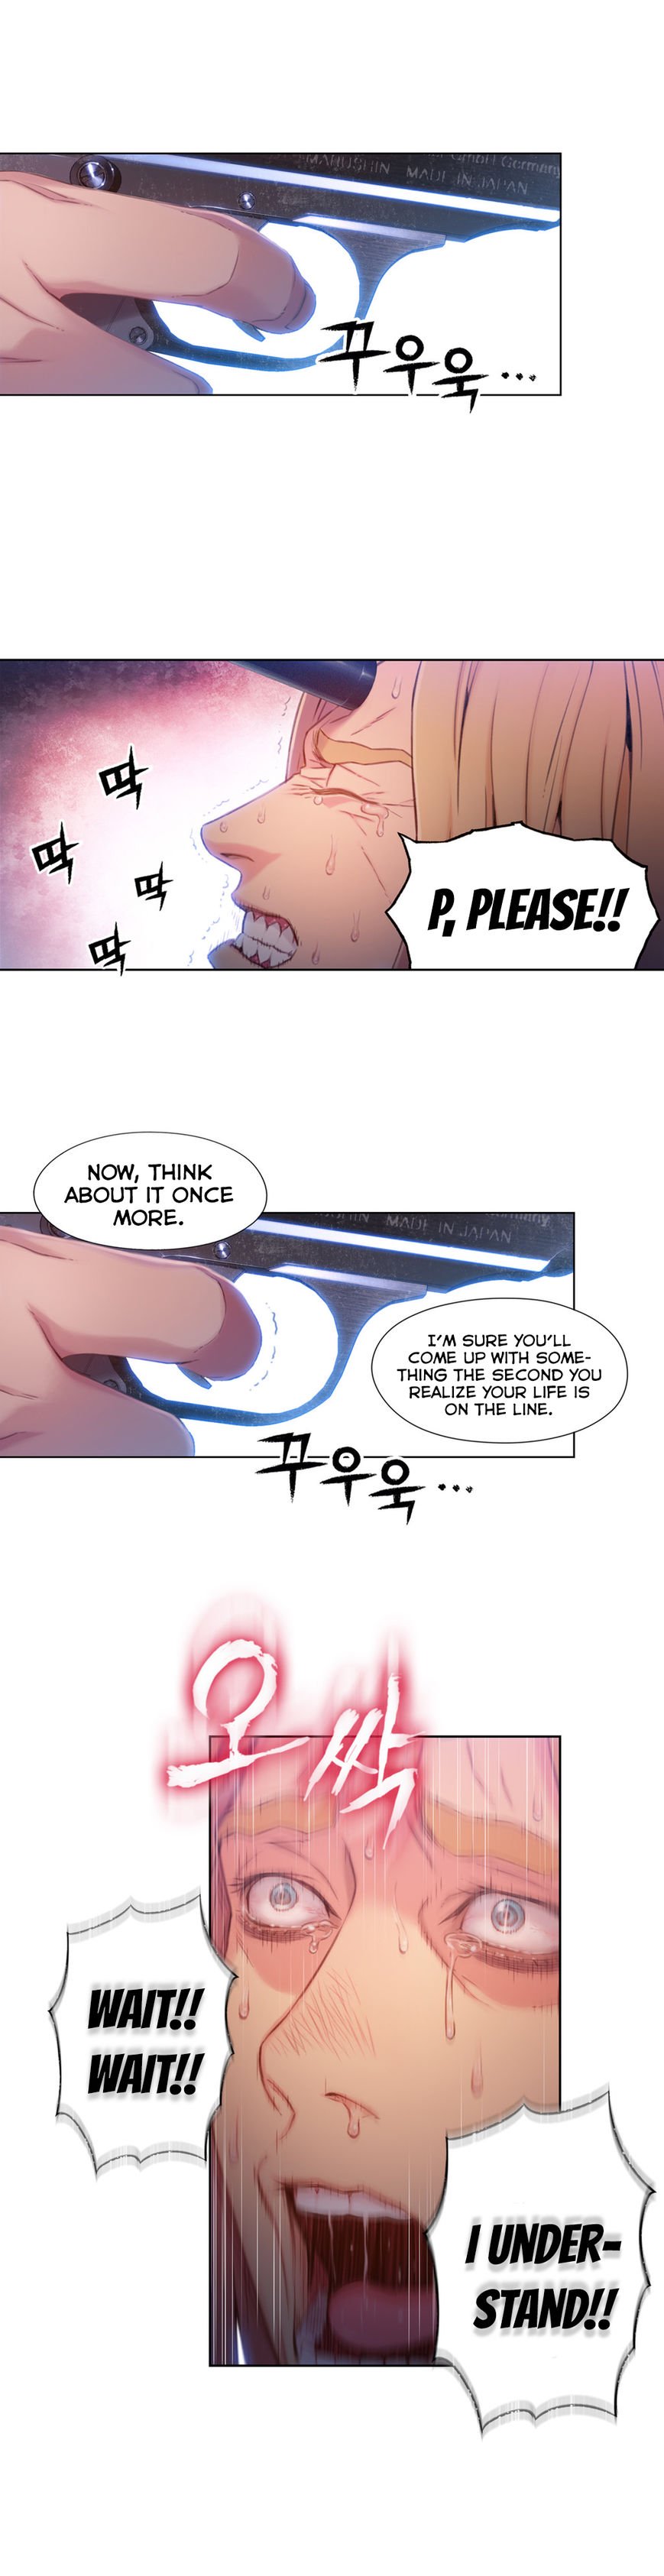 MARUSHIN MADE IN JAPAN
GmbH Germany
꾸우욱...
딱
딱
딱
딱
P, PLEASE!!
NOW, THINK
ABOUT IT ONCE
MORE.
MADE IN JAPAN
I'M SURE YOU'LL
COME UP WITH SOME-
THING THE SECOND YOU
REALIZE YOUR LIFE IS
ON THE LINE.
꾸우욱...
오싹
WAIT!!
WAIT!!
I UNDER-
STAND!!